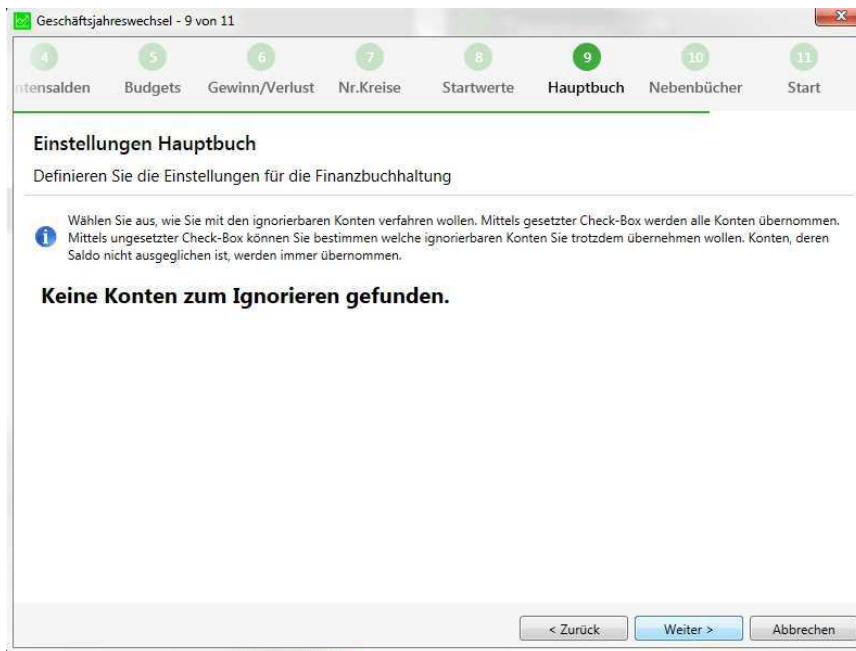 Geschäftsjahreswechsel - 9 von 11
4 5 6 7 8 9 10 11
ntensalden Budgets Gewinn/Verlust Nr.Kreise Startwerte Hauptbuch Nebenbücher Start
Einstellungen Hauptbuch
Definieren Sie die Einstellungen für die Finanzbuchhaltung
Wählen Sie aus, wie Sie mit den ignorierbaren Konten verfahren wollen. Mittels gesetzter Check-Box werden alle Konten übernommen.
Mittels ungesetzter Check-Box können Sie bestimmen welche ignorierbaren Konten Sie trotzdem übernehmen wollen. Konten, deren
Saldo nicht ausgeglichen ist, werden immer übernommen.
Keine Konten zum Ignorieren gefunden.
< Zurück Weiter > Abbrechen